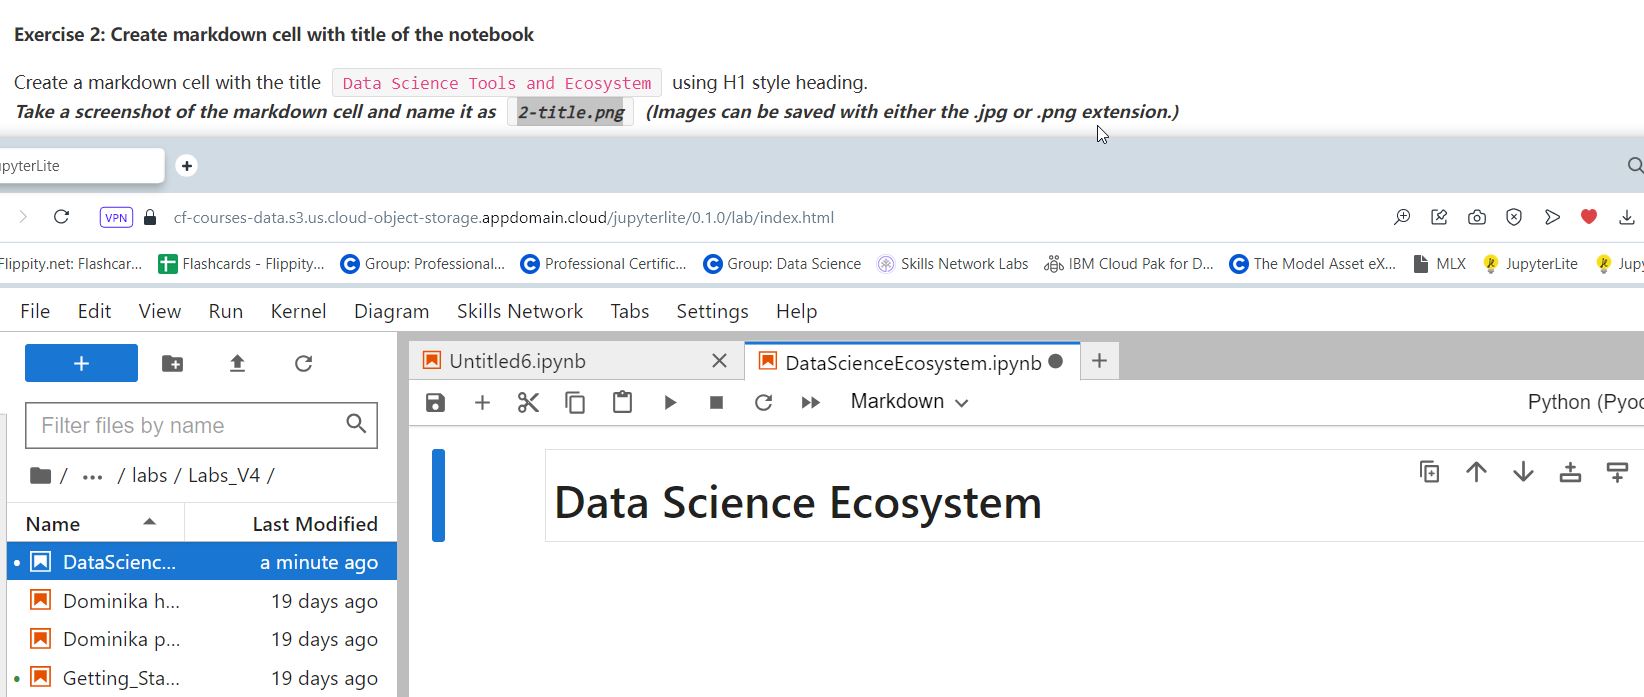 Exercise 2: Create markdown cell with title of the notebook
Create a markdown cell with the title Data Science Tools and Ecosystem using H1 style heading.
Take a screenshot of the markdown cell and name it as 2-title.png (Images can be saved with either the .jpg or .png extension.)
upyterLite +
VPN cf-courses-data.s3.us.cloud-object-storage.appdomain.cloud/jupyterlite/0.1.0/lab/index.html
Flippity.net: Flashcar... Flashcards - Flippity... Group: Professional... Professional Certific... Group: Data Science Skills Network Labs IBM Cloud Pak for D... The Model Asset eX... MLX JupyterLite Jupy
File Edit View Run Kernel Diagram Skills Network Tabs Settings Help
+ Untitled6.ipynb DataScienceEcosystem.ipynb +
Markdown Python (Pyod
Filter files by name
/ ... / labs / Labs_V4 /
Data Science Ecosystem
Name Last Modified
DataScienc... a minute ago
Dominika h... 19 days ago
Dominika p... 19 days ago
Getting_Sta... 19 days ago